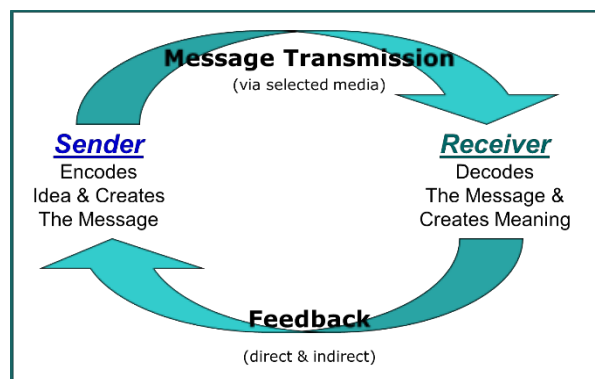 Message Transmission
(via selected media)
Sender
Encodes
Idea & Creates
The Message
Receiver
Decodes
The Message &
Creates Meaning
Feedback
(direct & indirect)